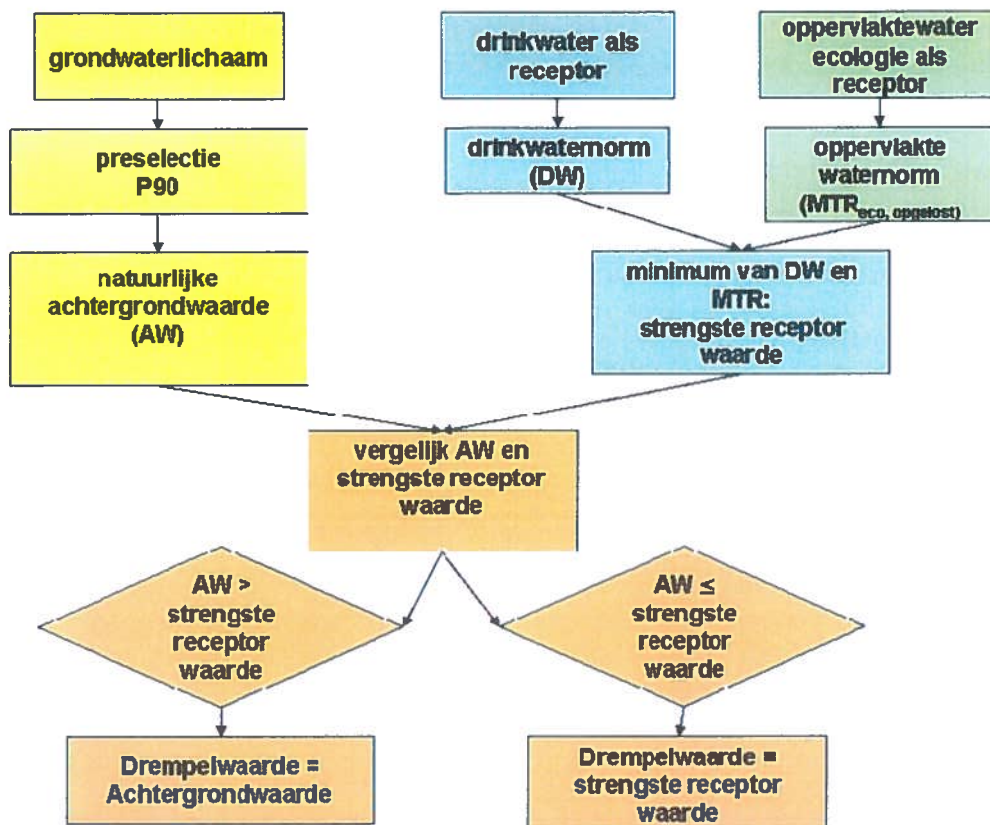 grondwaterlichaam
preselectie
P90
natuurlijke
achtergrondwaarde
(AW)
drinkwater als
receptor
drinkwaternorm
(DW)
oppervlaktewater
ecologie als
receptor
oppervlakte
waternorm
(MTReco, opgelost)
minimum van DW en
MTR:
strengste receptor
waarde
vergelijk AW en
strengste receptor
waarde
AW >
strengste
receptor
waarde
AW ≤
strengste
receptor
waarde
Drempelwaarde =
Achtergrondwaarde
Drempelwaarde =
strengste receptor
waarde